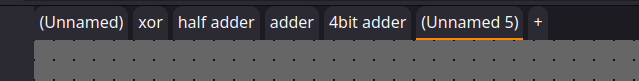 (Unnamed) xor half adder adder 4bit adder (Unnamed 5) +